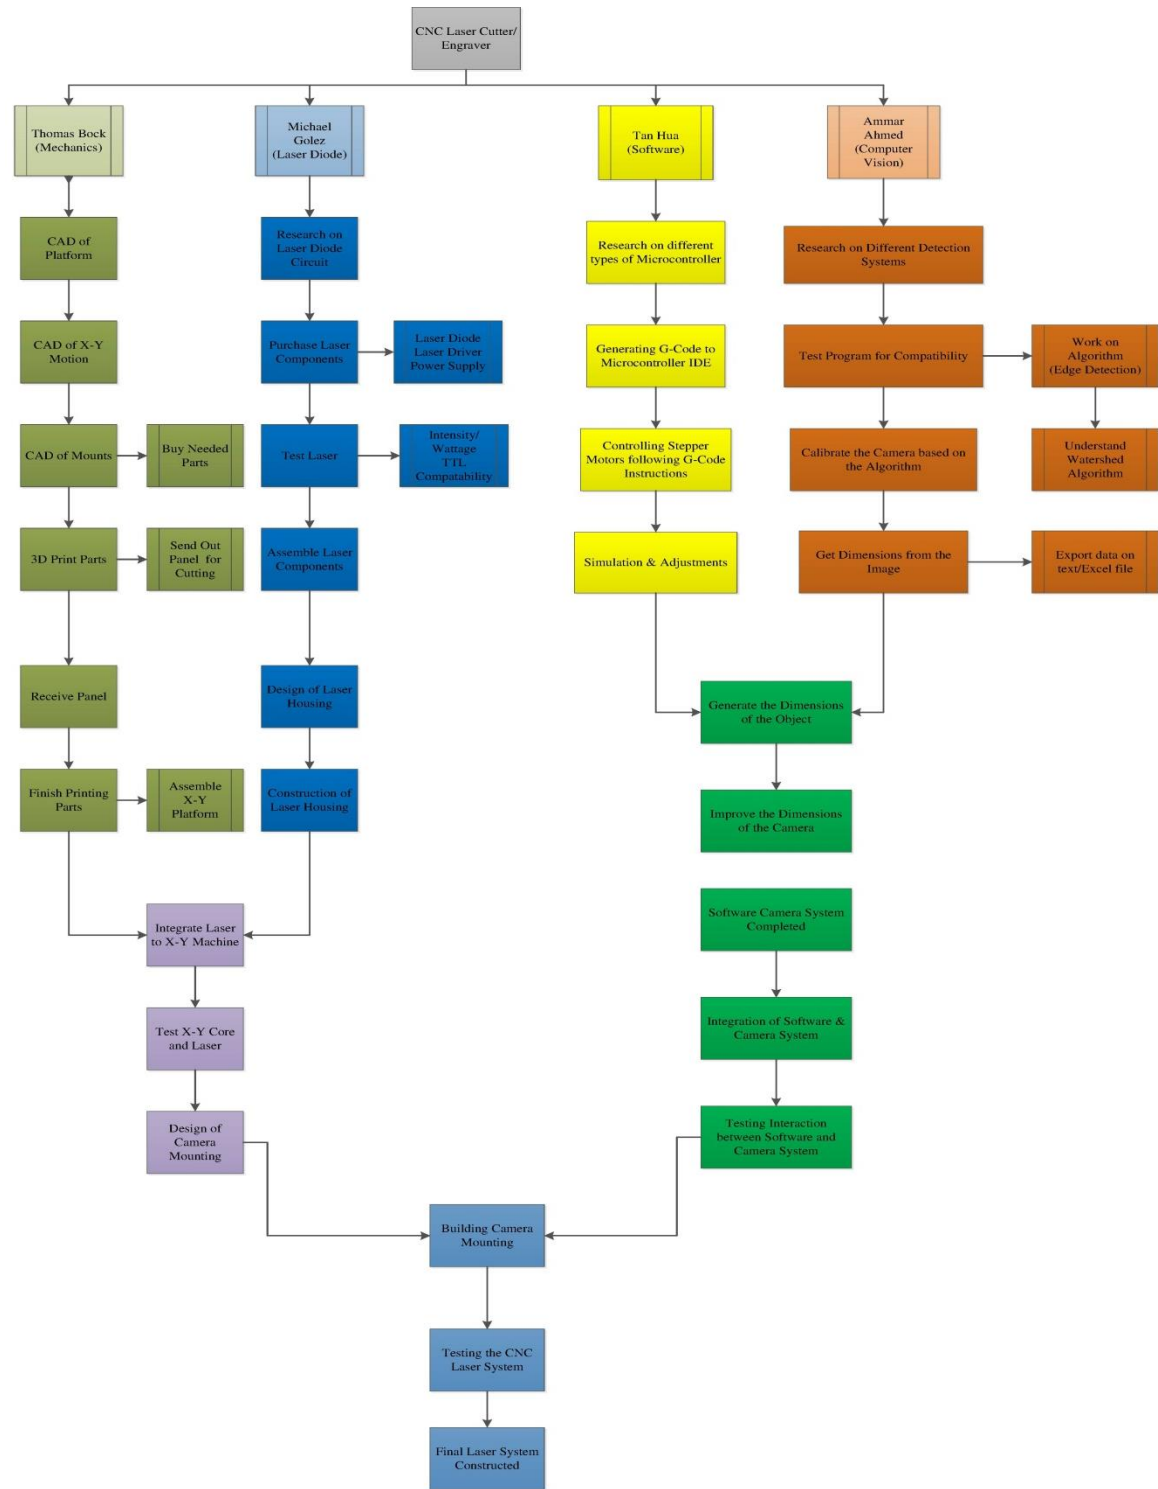 CNC Laser Cutter/
Engraver
Thomas Bock
(Mechanics)
Michael
Golez
(Laser Diode)
Tan Hua
(Software)
Ammar
Ahmed
(Computer
Vision)
CAD of
Platform
Research on
Laser Diode
Circuit
Research on different
types of Microcontroller
Research on Different Detection
Systems
CAD of X-Y
Motion
Purchase Laser
Components
Laser Diode
Laser Driver
Power Supply
Generating G-Code to
Microcontroller IDE
Test Program for Compatibility
Work on
Algorithm
(Edge Detection)
CAD of Mounts
Buy Needed
Parts
Test Laser
Intensity/
Wattage
TTL
Compatability
Controlling Stepper
Motors following G-Code
Instructions
Calibrate the Camera based on
the Algorithm
Understand
Watershed
Algorithm
3D Print Parts
Send Out
Panel for
Cutting
Assemble Laser
Components
Simulation & Adjustments
Get Dimensions from the
Image
Export data on
text/Excel file
Receive Panel
Design of Laser
Housing
Generate the Dimensions
of the Object
Finish Printing
Parts
Assemble
X-Y
Platform
Construction of
Laser Housing
Improve the Dimensions
of the Camera
Integrate Laser
to X-Y Machine
Software Camera System
Completed
Test X-Y Core
and Laser
Integration of Software &
Camera System
Design of
Camera
Mounting
Testing Interaction
between Software and
Camera System
Building Camera
Mounting
Testing the CNC
Laser System
Final Laser System
Constructed